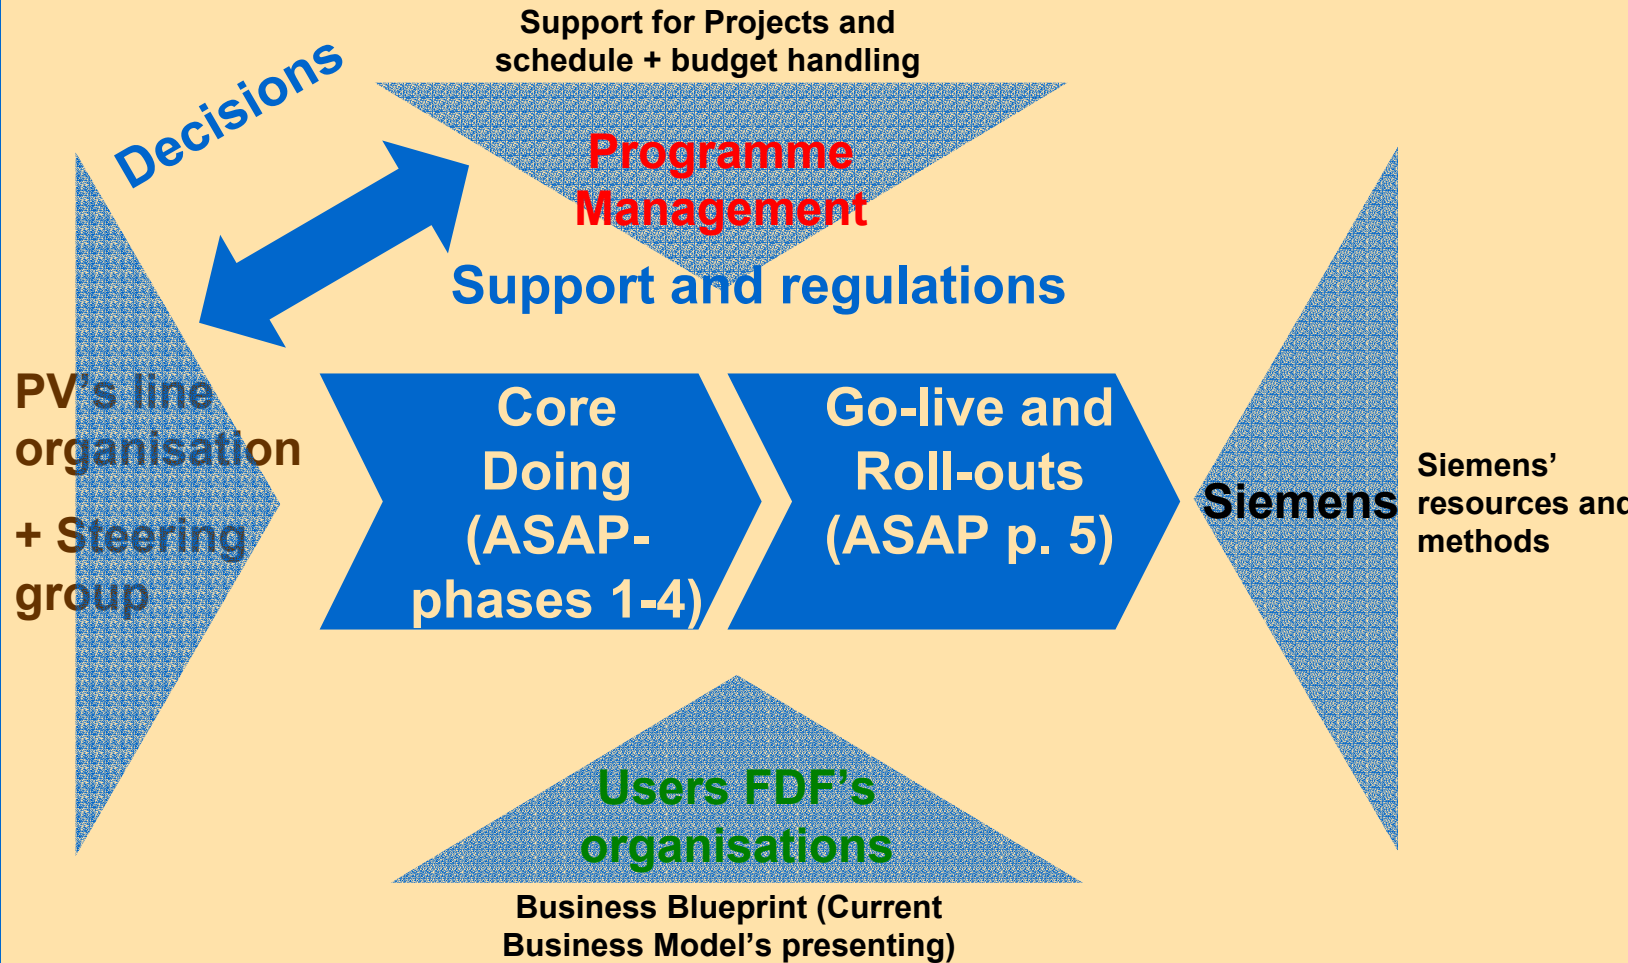 Support for Projects and
schedule + budget handling
Decisions
Programme
Management
Support and regulations
PV's line
organisation
+ Steering
group
Core
Doing
(ASAP-
phases 1-4)
Go-live and
Roll-outs
(ASAP p. 5)
Siemens
Siemens’
resources and
methods
Users FDF’s
organisations
Business Blueprint (Current
Business Model’s presenting)